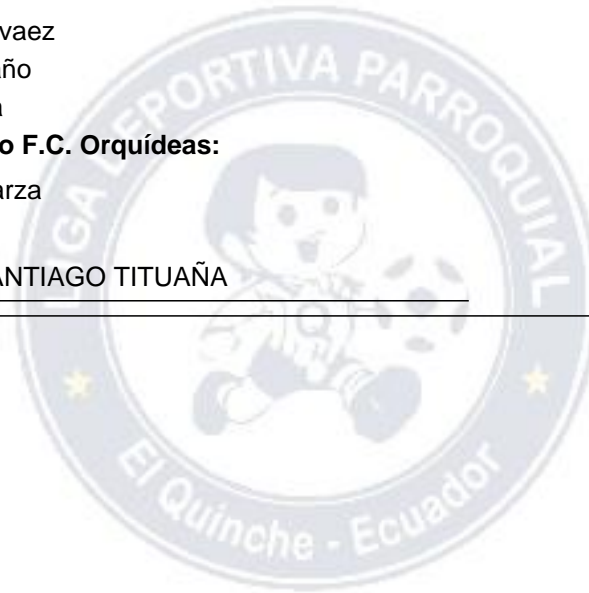 vaez
ño
a
o F.C. Orquídeas:
arza
ANTIAGO TITUAÑA
LIGA DEPORTIVA PARROQUIAL
El Quinche - Ecuador